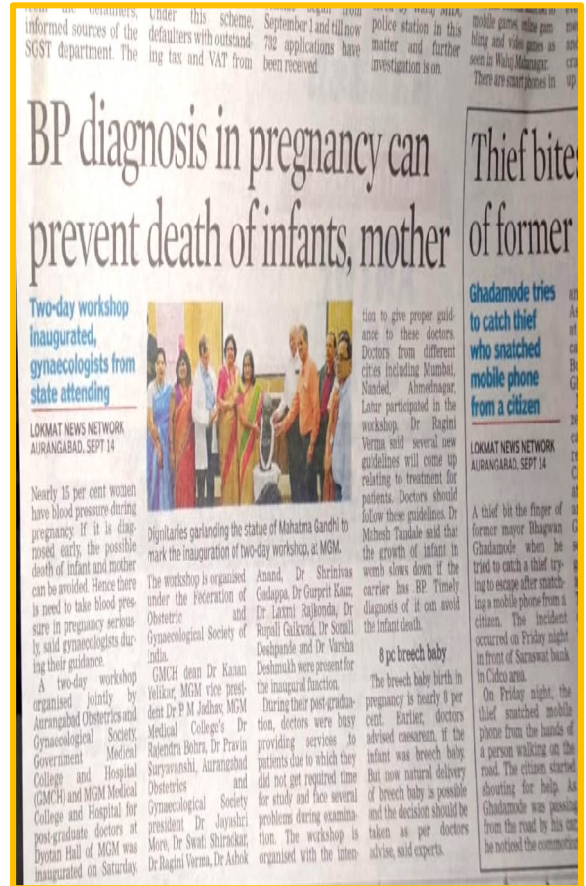 informed sources of the
SGST department. The
Under this scheme,
defaulters with outstand-
ing tax and VAT from
September 1 and till now
792 applications have
been received
police station in this
matter and further
investigation is on.
mobile games,
bling and video games as
seen in Waluj
There are smart phones in
BP diagnosis in pregnancy can
prevent death of infants, mother
Two-day workshop
inaugurated,
gynaecologists from
state attending
LOKMAT NEWS NETWORK
AURANGABAD, SEPT 14
Nearly 15 per cent women
have blood pressure during
pregnancy. If it is diag-
nosed early, the possible
death of infant and mother
can be avoided. Hence there
is need to take blood pres-
sure in pregnancy serious-
ly, said gynaecologists dur-
ing their guidance.
A two-day workshop
organised jointly by
Aurangabad Obstetrics and
Gynaecological Society,
Government Medical
College and Hospital
(GMCH) and MGM Medical
College and Hospital for
post-graduate doctors at
Dyotan Hall of MGM was
inaugurated on Saturday.
Dignitaries garlanding the statue of Mahatma Gandhi to
mark the inauguration of two-day workshop, at MGM.
The workshop is organised
under the Federation of
Obstetric and
Gynaecological Society of
India.
GMCH dean Dr Kanan
Yelikar, MGM vice presi-
dent Dr P M Jadhav, MGM
Medical College's Dr
Rajendra Bohra, Dr Pravin
Suryavanshi, Aurangabad
Obstetrics and
Gynaecological Society
president Dr Jayashri
More, Dr Swati Shirackar,
Dr Ragini Verma, Dr Ashok
Anand, Dr Shrinivas
Gadappa, Dr Gurprit Kaur,
Dr Laxmi Rajkonda, Dr
Rupali Gaikvad, Dr Sonali
Deshpande and Dr Varsha
Deshmukh were present for
the inaugural function.
During their post-gradua-
tion, doctors were busy
providing services to
patients due to which they
did not get required time
for study and face several
problems during examina-
tion. The workshop is
organised with the inten-
tion to give proper guid-
ance to these doctors.
Doctors from different
cities including Mumbai,
Nanded, Ahmednagar,
Latur participated in the
workshop. Dr Ragini
Verma said several new
guidelines will come up
relating to treatment for
patients. Doctors should
follow these guidelines. Dr
Mehesh Tandale said that
the growth of infant in
womb slows down if the
carrier has BP. Timely
diagnosis of it can avoid
the infant death.
8 pc breech baby
The breech baby birth in
pregnancy is nearly 8 per
cent. Earlier, doctors
advised caesarean, if the
infant was breech baby.
But now natural delivery
of breech baby is possible
and the decision should be
taken as per doctors
advise, said experts.
Thief bites
of former
Ghadamode tries
to catch thief
who snatched
mobile phone
from a citizen
LOKMAT NEWS NETWORK
AURANGABAD, SEPT 14
A thief bit the finger of
former mayor Bhagwan
Ghadamode when he
tried to catch a thief try-
ing to escape after snatch-
ing a mobile phone from a
citizen. The incident
occurred on Friday night
in front of Saraswat bank
in Cidco area.
On Friday night, the
thief snatched mobile
phone from the hands of
a person walking on the
road. The citizen started
shouting for help. As
Ghadamode was passing
from the road by his car,
he noticed the commotion